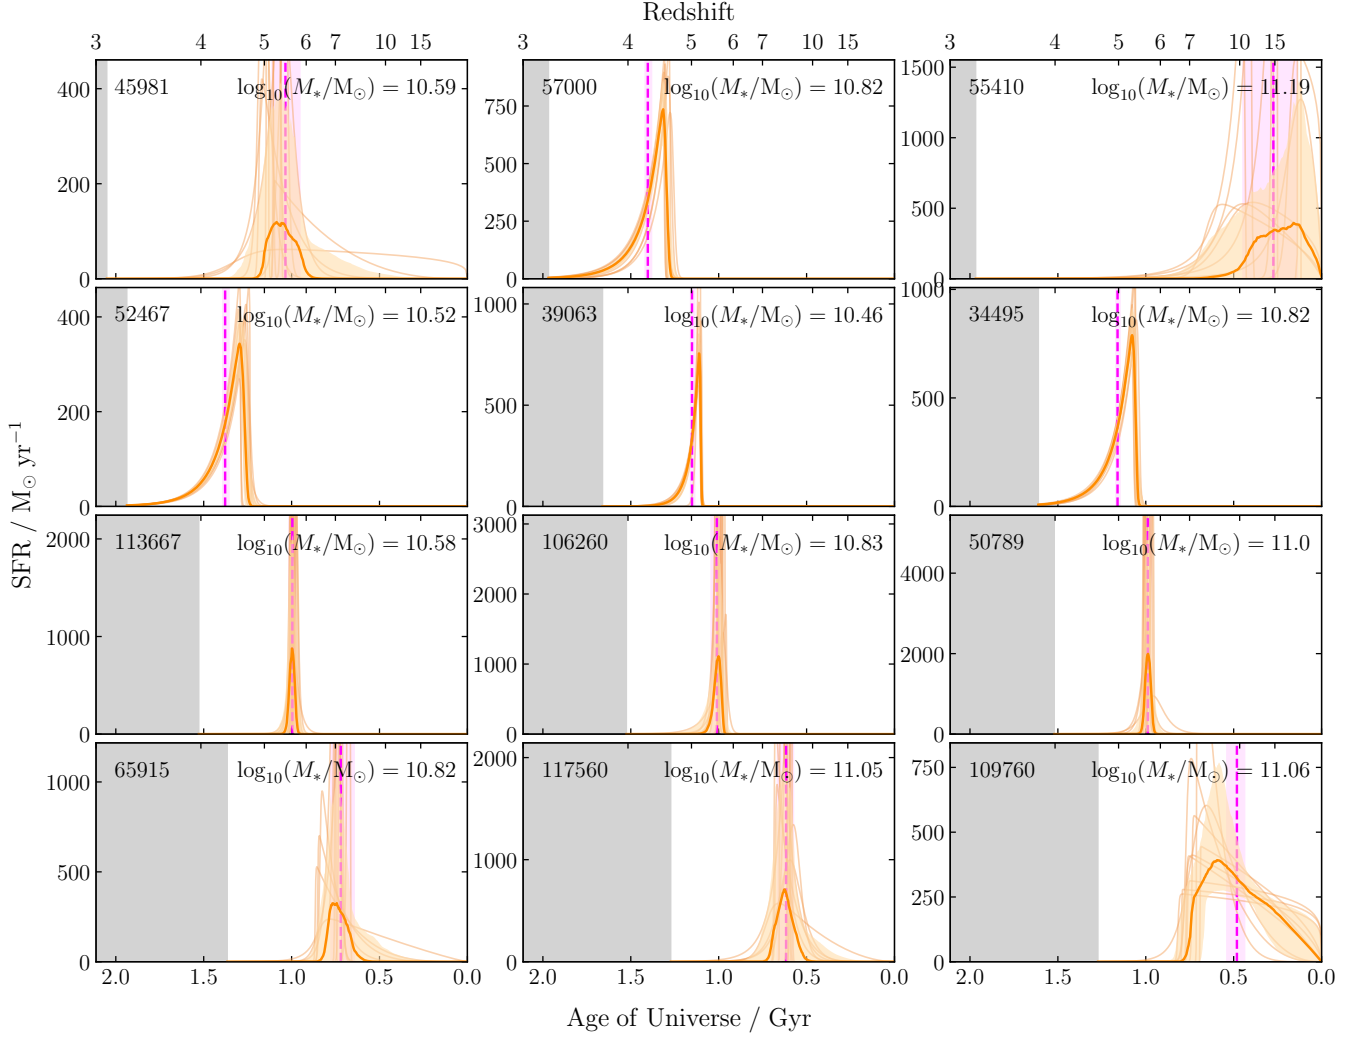 Redshift
3 4 5 6 7 10 15 3 4 5 6 7 10 15 3 4 5 6 7 10 15
45981 log₁₀(M*/M☉) = 10.59
400
200
0
57000 log₁₀(M*/M☉) = 10.82
750
500
250
0
55410 log₁₀(M*/M☉) = 11.19
1500
1000
500
0
52467 log₁₀(M*/M☉) = 10.52
400
200
0
39063 log₁₀(M*/M☉) = 10.46
1000
500
0
34495 log₁₀(M*/M☉) = 10.82
1000
500
0
SFR / M☉ yr⁻¹
113667 log₁₀(M*/M☉) = 10.58
2000
1000
0
106260 log₁₀(M*/M☉) = 10.83
3000
2000
1000
0
50789 log₁₀(M*/M☉) = 11.0
4000
2000
0
65915 log₁₀(M*/M☉) = 10.82
1000
500
0
117560 log₁₀(M*/M☉) = 11.05
2000
1000
0
109760 log₁₀(M*/M☉) = 11.06
750
500
250
0
2.0 1.5 1.0 0.5 0.0 2.0 1.5 1.0 0.5 0.0 2.0 1.5 1.0 0.5 0.0
Age of Universe / Gyr